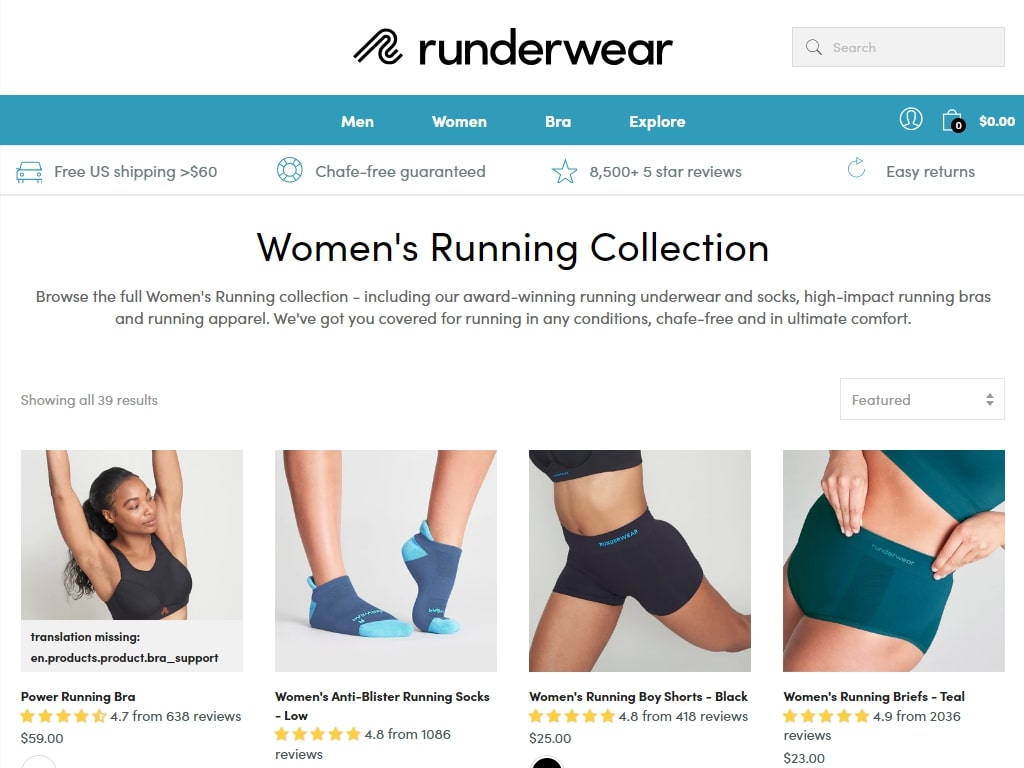 runderwear
Search
Men Women Bra Explore
0 $0.00
Free US shipping >$60
Chafe-free guaranteed
8,500+ 5 star reviews
Easy returns
Women's Running Collection
Browse the full Women's Running collection - including our award-winning running underwear and socks, high-impact running bras
and running apparel. We've got you covered for running in any conditions, chafe-free and in ultimate comfort.
Showing all 39 results
Featured
RUNDERWEAR
runderwear
translation missing:
en.products.product.bra_support
Power Running Bra
4.7 from 638 reviews
$59.00
Women's Anti-Blister Running Socks
- Low
4.8 from 1086
reviews
Women's Running Boy Shorts - Black
4.8 from 418 reviews
$25.00
Women's Running Briefs - Teal
4.9 from 2036
reviews
$23.00